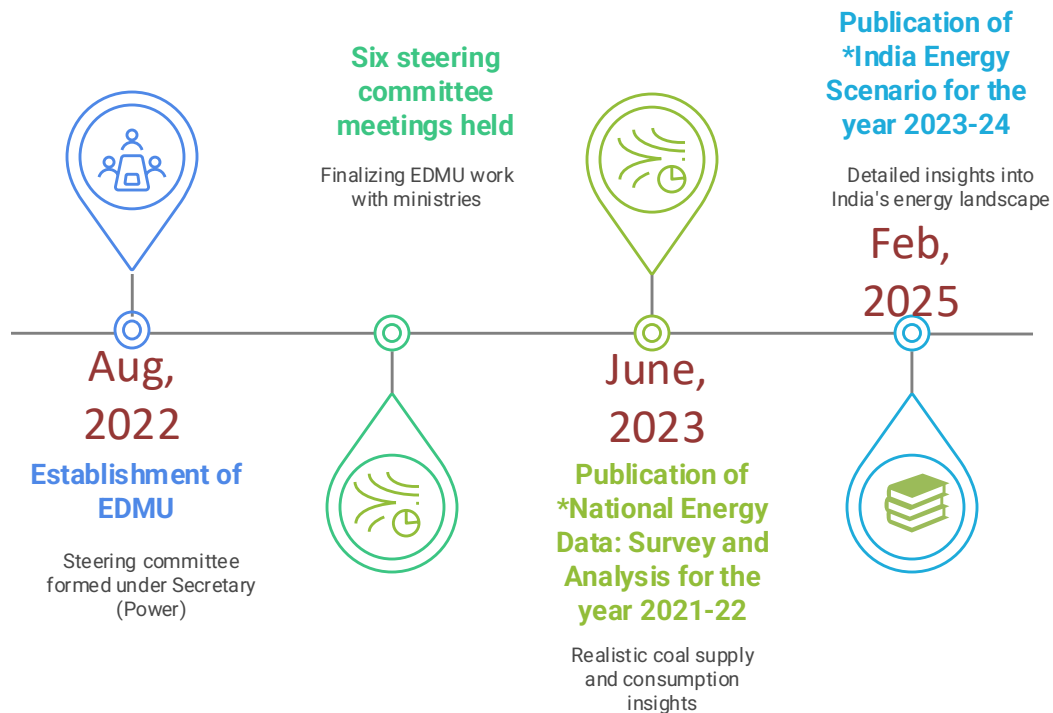 Aug,
2022
Establishment of
EDMU
Steering committee
formed under Secretary
(Power)
Six steering
committee
meetings held
Finalizing EDMU work
with ministries
June,
2023
Publication of
*National Energy
Data: Survey and
Analysis for the
year 2021-22
Realistic coal supply
and consumption
insights
Publication of
*India Energy
Scenario for the
year 2023-24
Detailed insights into
India's energy landscape
Feb,
2025